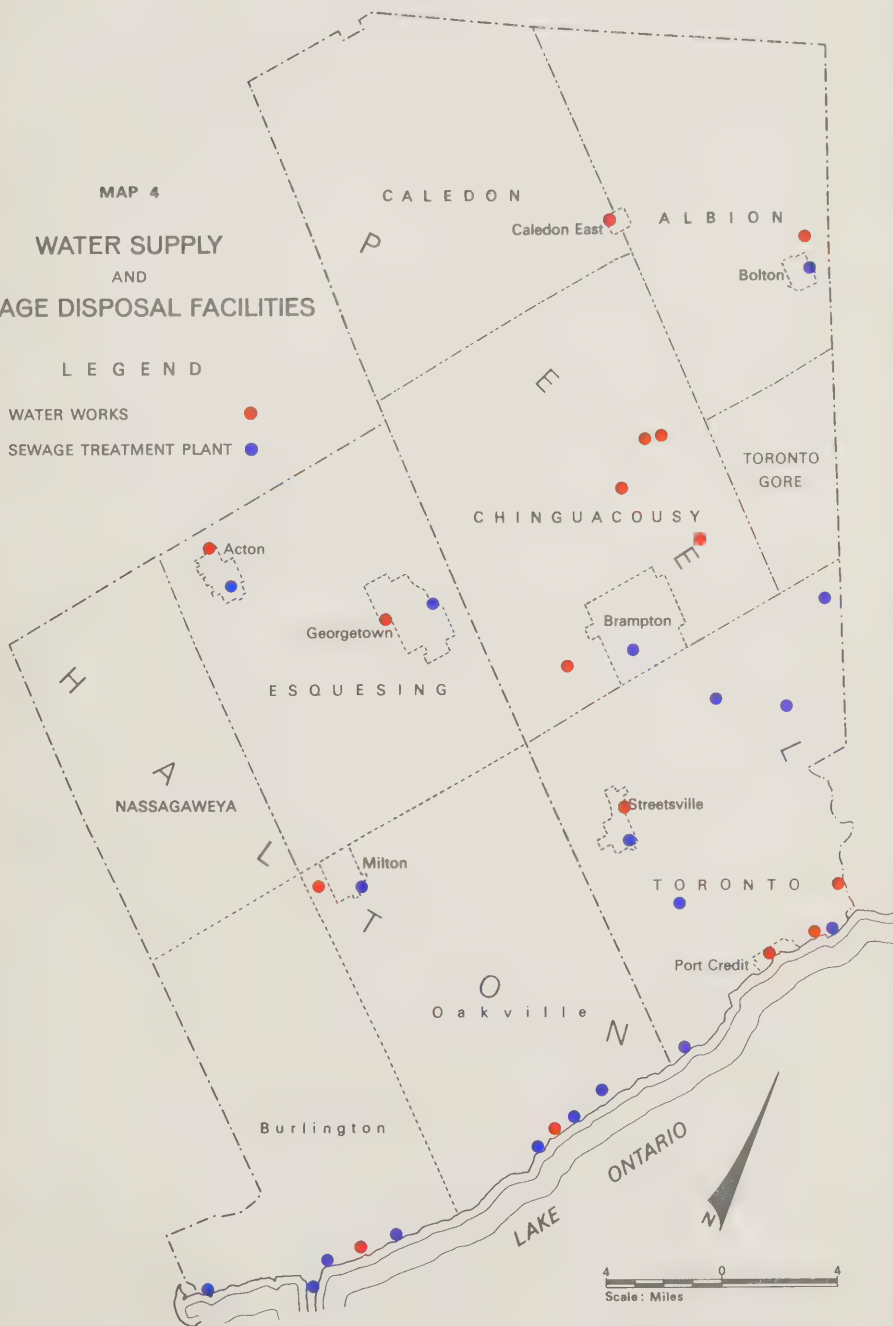 MAP 4
WATER SUPPLY
AND
AGE DISPOSAL FACILITIES
LEGEND
WATER WORKS
SEWAGE TREATMENT PLANT
CALEDON
Caledon East
ALBION
Bolton
PEEL
TORONTO
GORE
CHINGUACOUSY
Acton
Georgetown
Brampton
ESQUESING
HALTON
NASSAGAWEYA
Streetsville
Milton
TORONTO
Port Credit
Oakville
Burlington
LAKE ONTARIO
N
4 0 4
Scale: Miles